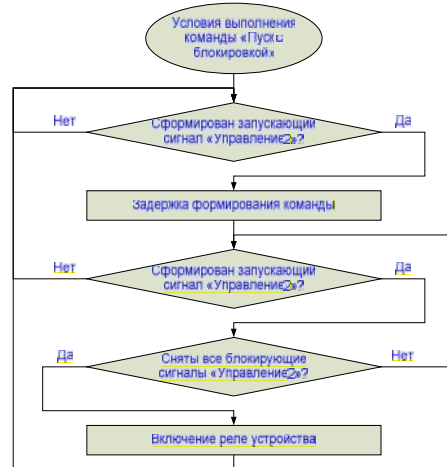 Условия выполнения
команды «Пуск с
блокировкой»
Нет
Сформирован запускающий
сигнал «Управление2»?
Да
Задержка формирования команды
Нет
Сформирован запускающий
сигнал «Управление2»?
Да
Да
Сняты все блокирующие
сигналы «Управление2»?
Нет
Включение реле устройства